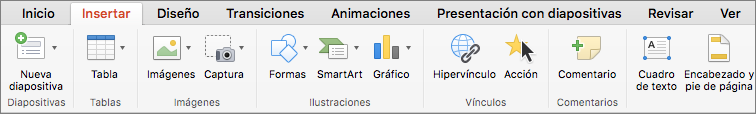 Inicio Insertar Diseño Transiciones Animaciones Presentación con diapositivas Revisar Ver
Nueva diapositiva
Tabla
Imágenes
Captura
Formas
SmartArt
Gráfico
Hipervínculo
Acción
Comentario
Cuadro de texto
Encabezado y pie de página
A
Diapositivas Tablas Imágenes Ilustraciones Vínculos Comentarios